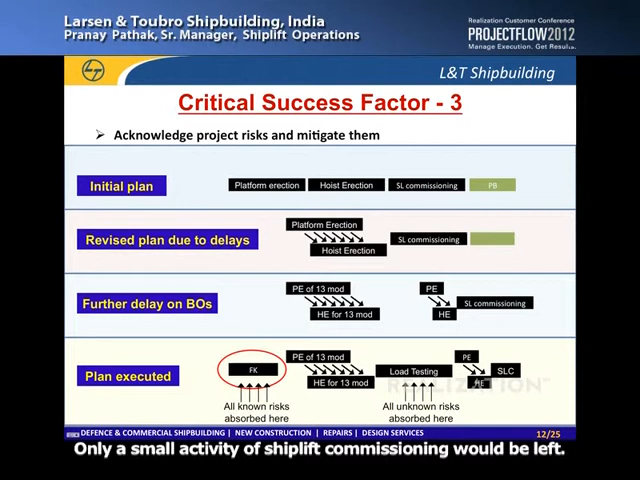 Larsen & Toubro Shipbuilding, India
Pranay Pathak, Sr. Manager, Shiplift Operations
Realization Customer Conference
PROJECTFLOW2012
Manage Execution. Get Results.
L&T Shipbuilding
Critical Success Factor - 3
➢ Acknowledge project risks and mitigate them
Initial plan
Platform erection
Hoist Erection
SL commissioning
PB
Revised plan due to delays
Platform Erection
Hoist Erection
SL commissioning
Further delay on BOs
PE of 13 mod
HE for 13 mod
PE
HE
SL commissioning
Plan executed
FK
PE of 13 mod
HE for 13 mod
Load Testing
PE
HE
SLC
REALIZATION™
All known risks
absorbed here
All unknown risks
absorbed here
DEFENCE & COMMERCIAL SHIPBUILDING | NEW CONSTRUCTION | REPAIRS | DESIGN SERVICES
12/25
Only a small activity of shiplift commissioning would be left.